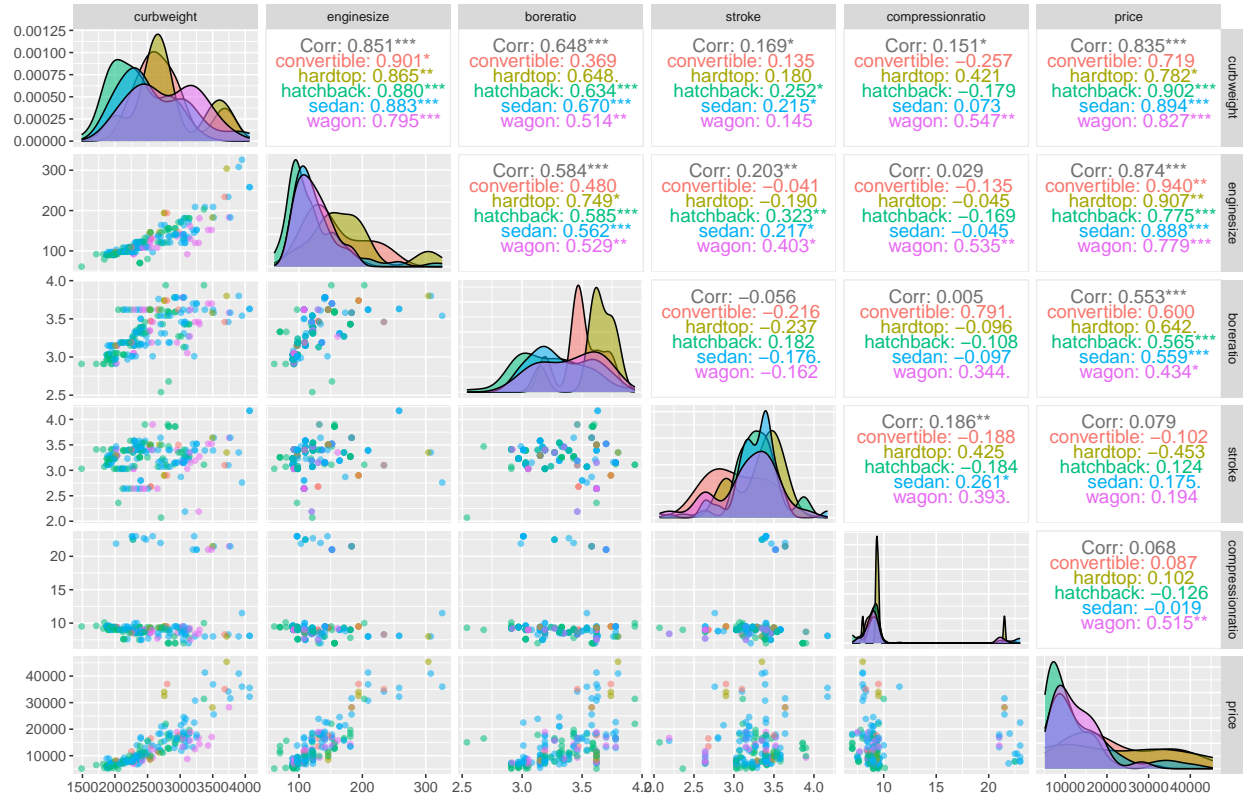 curbweight
enginesize
boreratio
stroke
compressionratio
price
0.00125
0.00100
0.00075
0.00050
0.00025
0.00000
Corr: 0.851***
convertible: 0.901*
hardtop: 0.865**
hatchback: 0.880***
sedan: 0.883***
wagon: 0.795***
Corr: 0.648***
convertible: 0.369
hardtop: 0.648.
hatchback: 0.634***
sedan: 0.670***
wagon: 0.514**
Corr: 0.169*
convertible: 0.135
hardtop: 0.180
hatchback: 0.252*
sedan: 0.215*
wagon: 0.145
Corr: 0.151*
convertible: −0.257
hardtop: 0.421
hatchback: −0.179
sedan: 0.073
wagon: 0.547**
Corr: 0.835***
convertible: 0.719
hardtop: 0.782*
hatchback: 0.902***
sedan: 0.894***
wagon: 0.827***
curbweight
300
200
100
Corr: 0.584***
convertible: 0.480
hardtop: 0.749*
hatchback: 0.585***
sedan: 0.562***
wagon: 0.529**
Corr: 0.203**
convertible: −0.041
hardtop: −0.190
hatchback: 0.323**
sedan: 0.217*
wagon: 0.403*
Corr: 0.029
convertible: −0.135
hardtop: −0.045
hatchback: −0.169
sedan: −0.045
wagon: 0.535**
Corr: 0.874***
convertible: 0.940**
hardtop: 0.907**
hatchback: 0.775***
sedan: 0.888***
wagon: 0.779***
enginesize
4.0
3.5
3.0
2.5
Corr: −0.056
convertible: −0.216
hardtop: −0.237
hatchback: 0.182
sedan: −0.176.
wagon: −0.162
Corr: 0.005
convertible: 0.791.
hardtop: −0.096
hatchback: −0.108
sedan: −0.097
wagon: 0.344.
Corr: 0.553***
convertible: 0.600
hardtop: 0.642.
hatchback: 0.565***
sedan: 0.559***
wagon: 0.434*
boreratio
4.0
3.5
3.0
2.5
2.0
Corr: 0.186**
convertible: −0.188
hardtop: 0.425
hatchback: −0.184
sedan: 0.261*
wagon: 0.393.
Corr: 0.079
convertible: −0.102
hardtop: −0.453
hatchback: 0.124
sedan: 0.175.
wagon: 0.194
stroke
20
15
10
Corr: 0.068
convertible: 0.087
hardtop: 0.102
hatchback: −0.126
sedan: −0.019
wagon: 0.515**
compressionratio
40000
30000
20000
10000
price
1500 2000 2500 3000 3500 4000
100 200 300
2.5 3.0 3.5 4.0
2.0 2.5 3.0 3.5 4.0
10 15 20
10000 20000 30000 40000